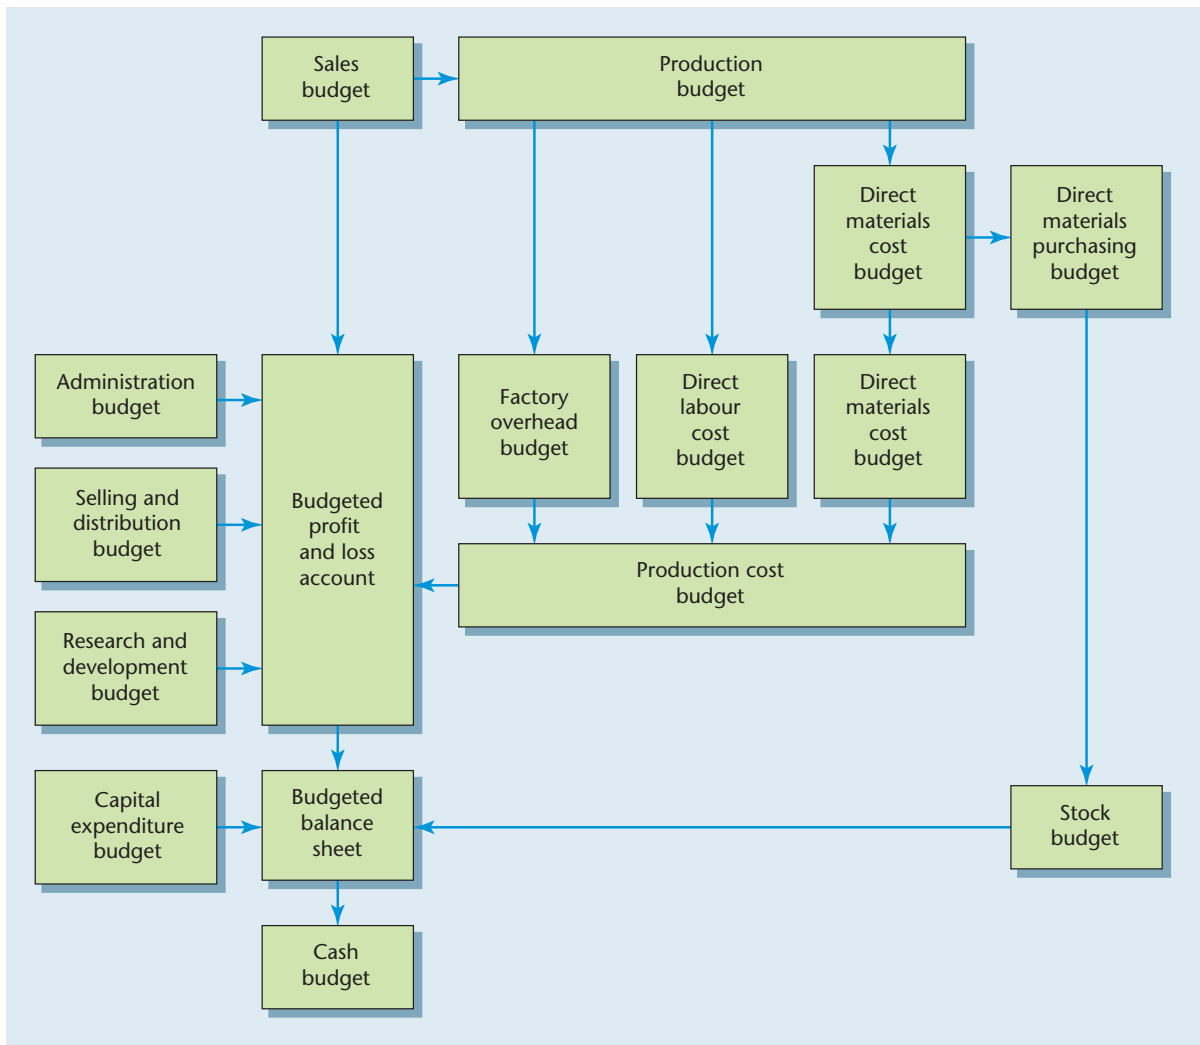 Sales
budget
Production
budget
Direct
materials
cost
budget
Direct
materials
purchasing
budget
Administration
budget
Selling and
distribution
budget
Research and
development
budget
Budgeted
profit
and loss
account
Factory
overhead
budget
Direct
labour
cost
budget
Direct
materials
cost
budget
Production cost
budget
Capital
expenditure
budget
Budgeted
balance
sheet
Stock
budget
Cash
budget